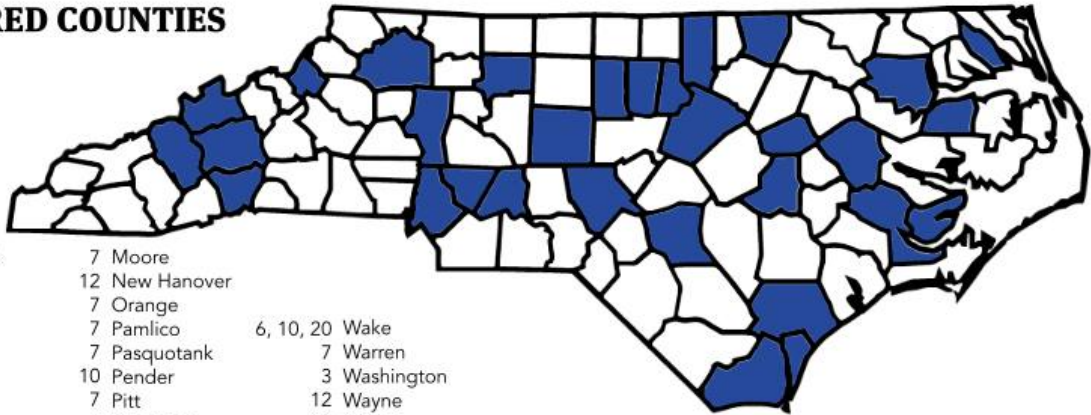 RED COUNTIES
7 Moore
12 New Hanover
7 Orange
7 Pamlico
7 Pasquotank
10 Pender
7 Pitt
6, 10, 20 Wake
7 Warren
3 Washington
12 Wayne